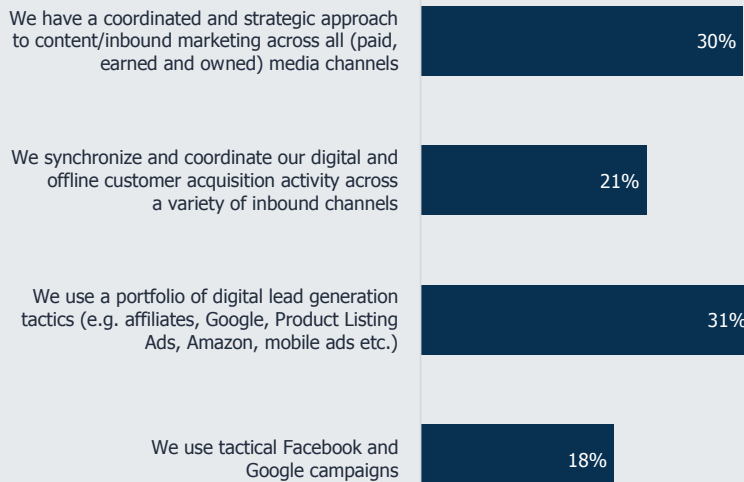 We have a coordinated and strategic approach
to content/inbound marketing across all (paid,
earned and owned) media channels
30%
We synchronize and coordinate our digital and
offline customer acquisition activity across
a variety of inbound channels
21%
We use a portfolio of digital lead generation
tactics (e.g. affiliates, Google, Product Listing
Ads, Amazon, mobile ads etc.)
31%
We use tactical Facebook and
Google campaigns
18%